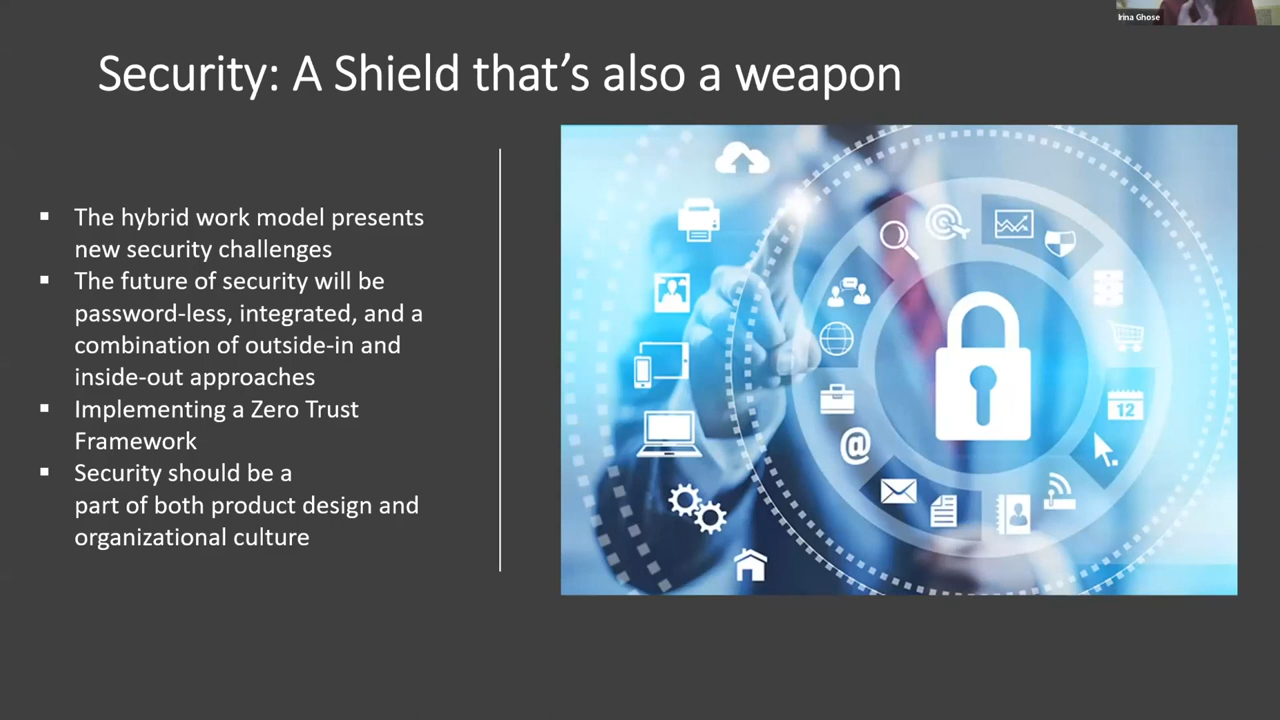 Irina Ghose
Security: A Shield that’s also a weapon
▪ The hybrid work model presents
new security challenges
▪ The future of security will be
password-less, integrated, and a
combination of outside-in and
inside-out approaches
▪ Implementing a Zero Trust
Framework
▪ Security should be a
part of both product design and
organizational culture
@
12